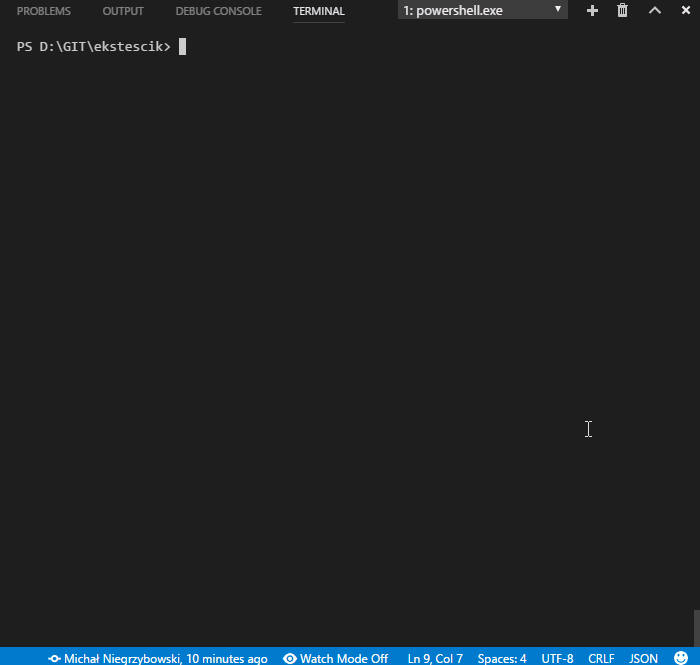 PROBLEMS OUTPUT DEBUG CONSOLE TERMINAL 1: powershell.exe
PS D:\GIT\ekstescik>
Michał Niegrzybowski, 10 minutes ago Watch Mode Off Ln 9, Col 7 Spaces: 4 UTF-8 CRLF JSON